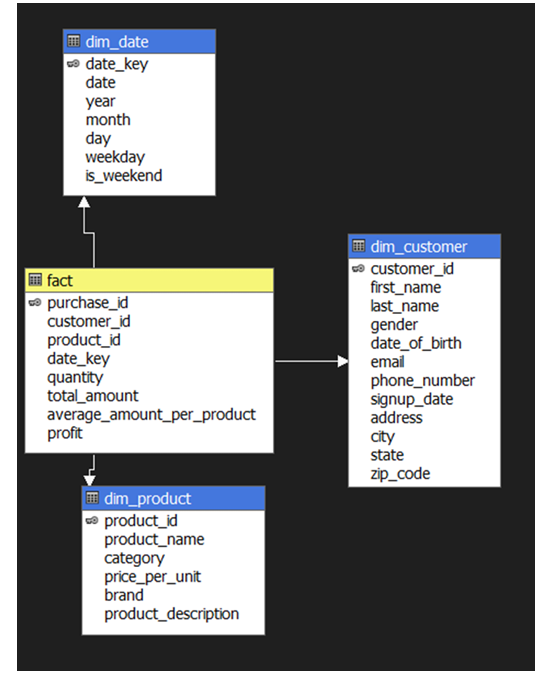 dim_date
date_key
date
year
month
day
weekday
is_weekend
fact
purchase_id
customer_id
product_id
date_key
quantity
total_amount
average_amount_per_product
profit
dim_customer
customer_id
first_name
last_name
gender
date_of_birth
email
phone_number
signup_date
address
city
state
zip_code
dim_product
product_id
product_name
category
price_per_unit
brand
product_description